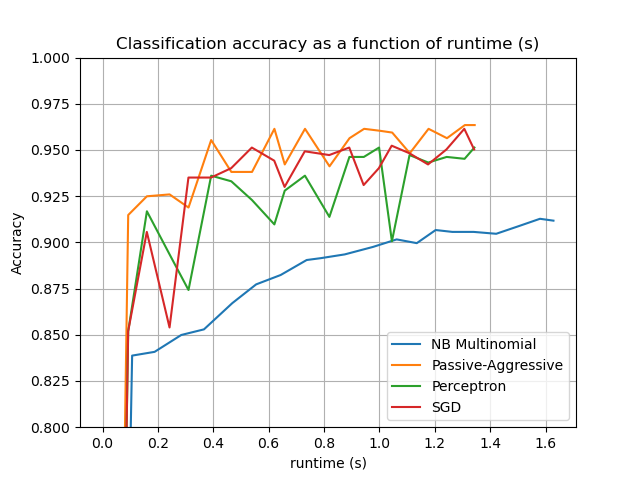 Classification accuracy as a function of runtime (s)
1.000
0.975
0.950
0.925
0.900
0.875
0.850
0.825
0.800
Accuracy
NB Multinomial
Passive-Aggressive
Perceptron
SGD
0.0 0.2 0.4 0.6 0.8 1.0 1.2 1.4 1.6
runtime (s)